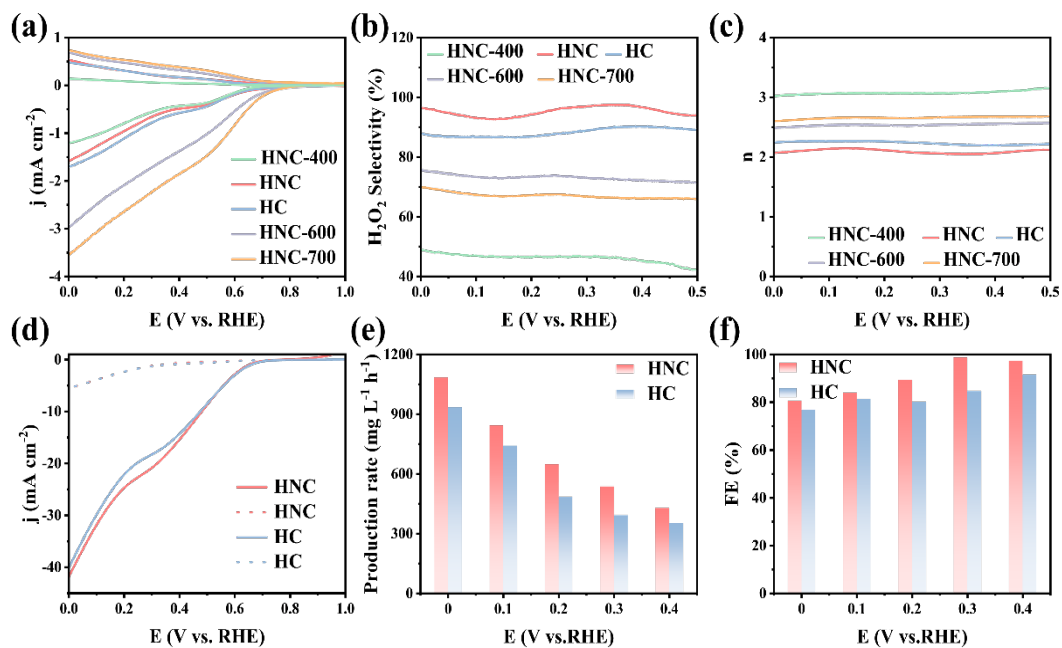 (a)
1
0
-1
-2
-3
-4
j (mA cm⁻²)
HNC-400
HNC
HC
HNC-600
HNC-700
0.0 0.2 0.4 0.6 0.8 1.0
E (V vs. RHE)
(b)
120
100
80
60
40
H₂O₂ Selectivity (%)
HNC-400 HNC HC
HNC-600 HNC-700
0.0 0.1 0.2 0.3 0.4 0.5
E (V vs. RHE)
(c)
4
3
2
1
0
n
HNC-400 HNC HC
HNC-600 HNC-700
0.0 0.1 0.2 0.3 0.4 0.5
E (V vs. RHE)
(d)
0
-10
-20
-30
-40
j (mA cm⁻²)
HNC
HNC
HC
HC
0.0 0.2 0.4 0.6 0.8 1.0
E (V vs. RHE)
(e)
1200
900
600
300
0
Production rate (mg L⁻¹ h⁻¹)
HNC
HC
0 0.1 0.2 0.3 0.4
E (V vs.RHE)
(f)
100
80
60
40
20
0
FE (%)
HNC
HC
0 0.1 0.2 0.3 0.4
E (V vs.RHE)